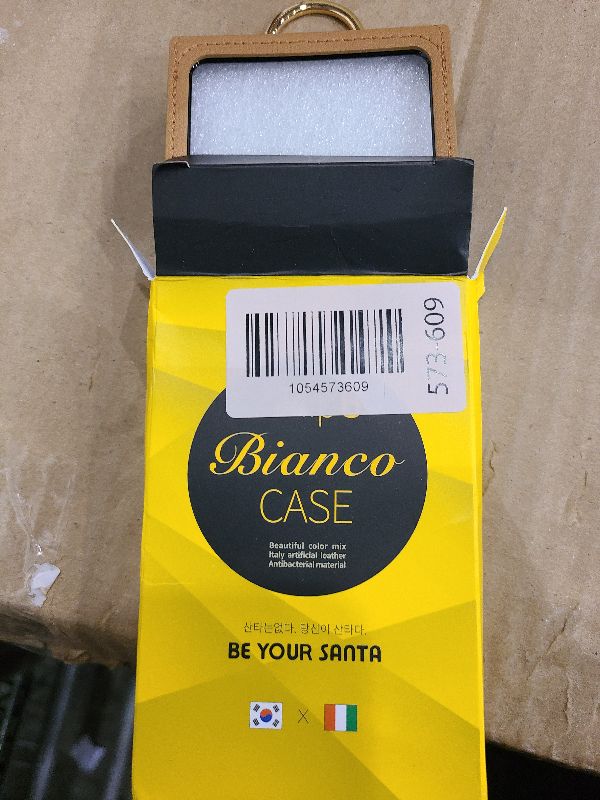 1054573609
573-609
Bianco
CASE
Beautiful color mix
Italy artificial leather
Antibacterial material
산타는없다. 당신이 산타다.
BE YOUR SANTA
X